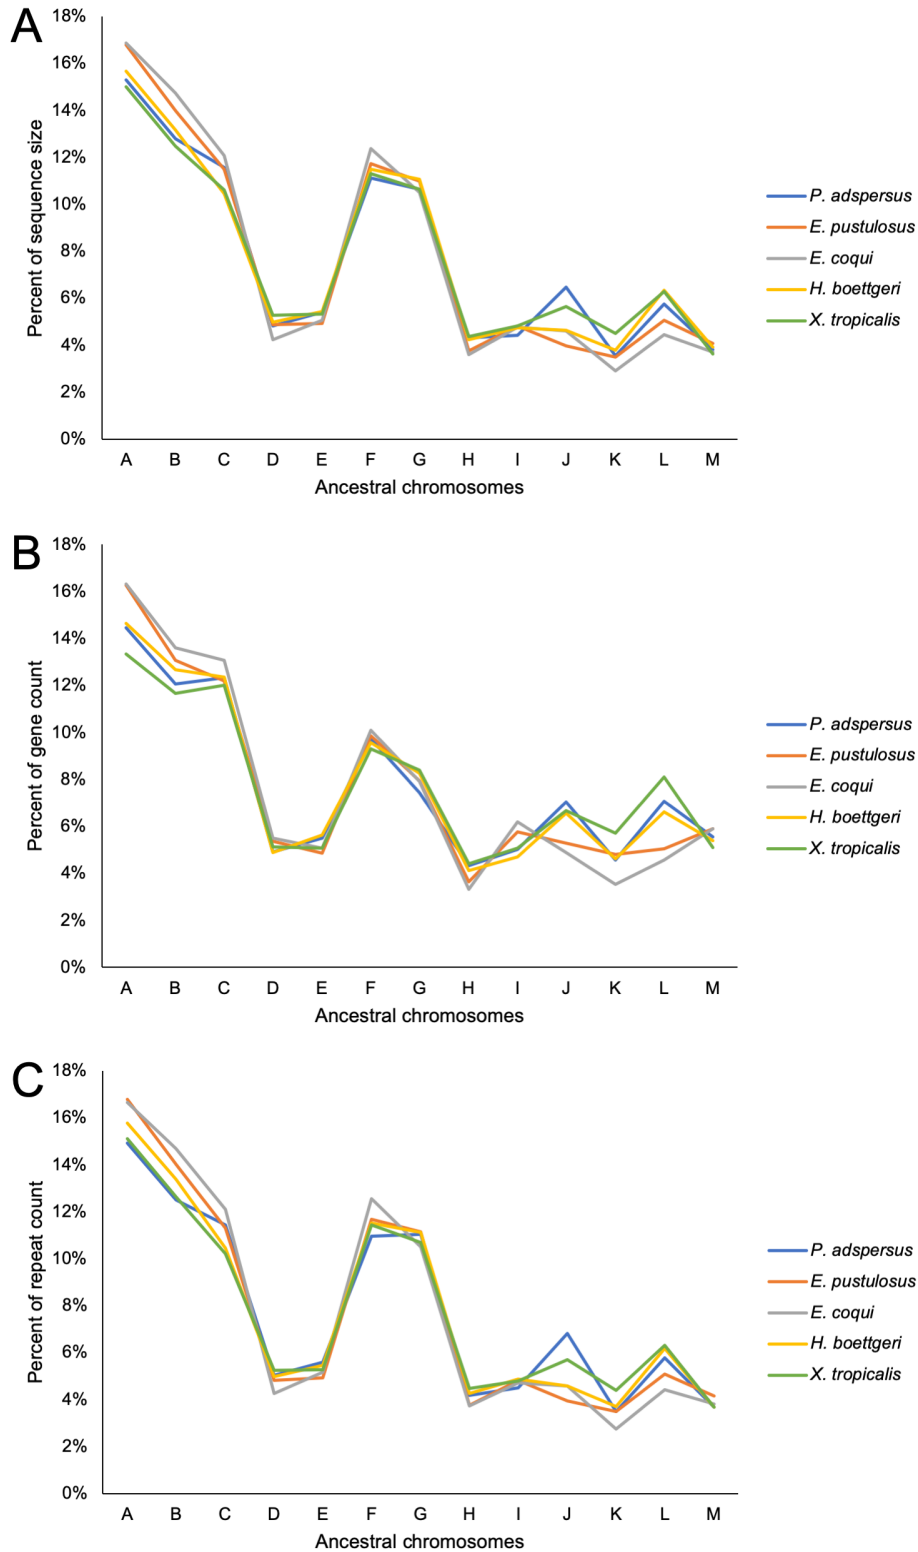 A
Percent of sequence size
18%
16%
14%
12%
10%
8%
6%
4%
2%
0%
A B C D E F G H I J K L M
Ancestral chromosomes
P. adspersus
E. pustulosus
E. coqui
H. boettgeri
X. tropicalis
B
Percent of gene count
18%
16%
14%
12%
10%
8%
6%
4%
2%
0%
A B C D E F G H I J K L M
Ancestral chromosomes
P. adspersus
E. pustulosus
E. coqui
H. boettgeri
X. tropicalis
C
Percent of repeat count
18%
16%
14%
12%
10%
8%
6%
4%
2%
0%
A B C D E F G H I J K L M
Ancestral chromosomes
P. adspersus
E. pustulosus
E. coqui
H. boettgeri
X. tropicalis